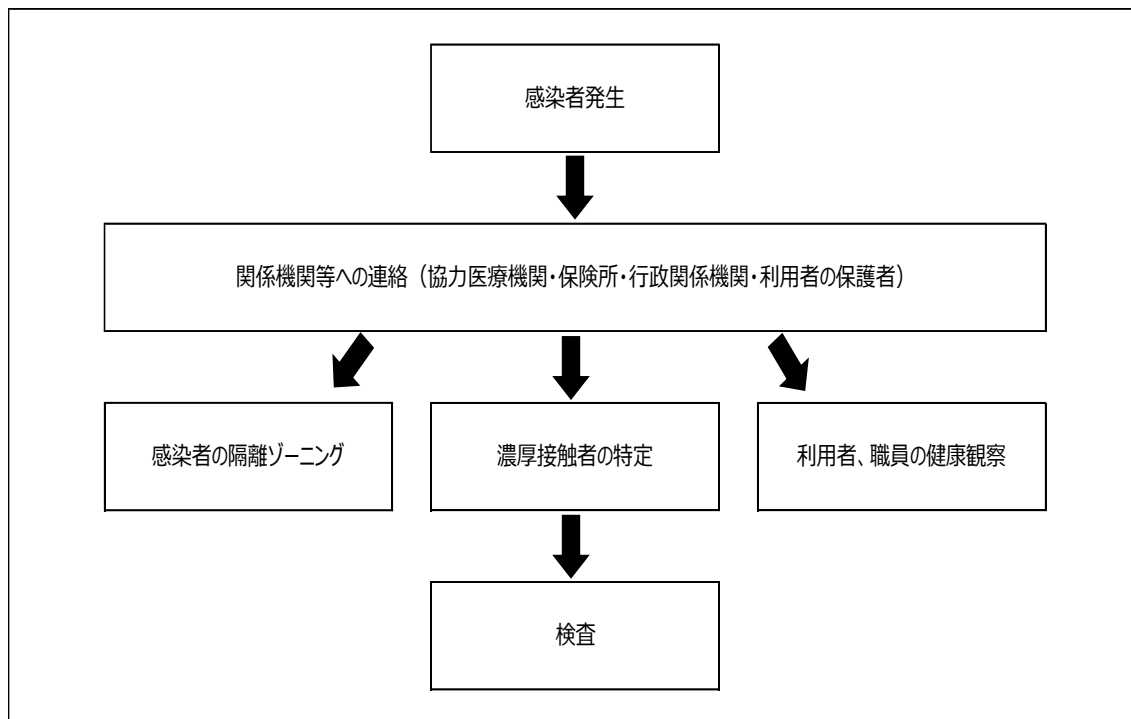 感染者発生
関係機関等への連絡（協力医療機関・保険所・行政関係機関・利用者の保護者）
感染者の隔離ゾーニング
濃厚接触者の特定
利用者、職員の健康観察
検査